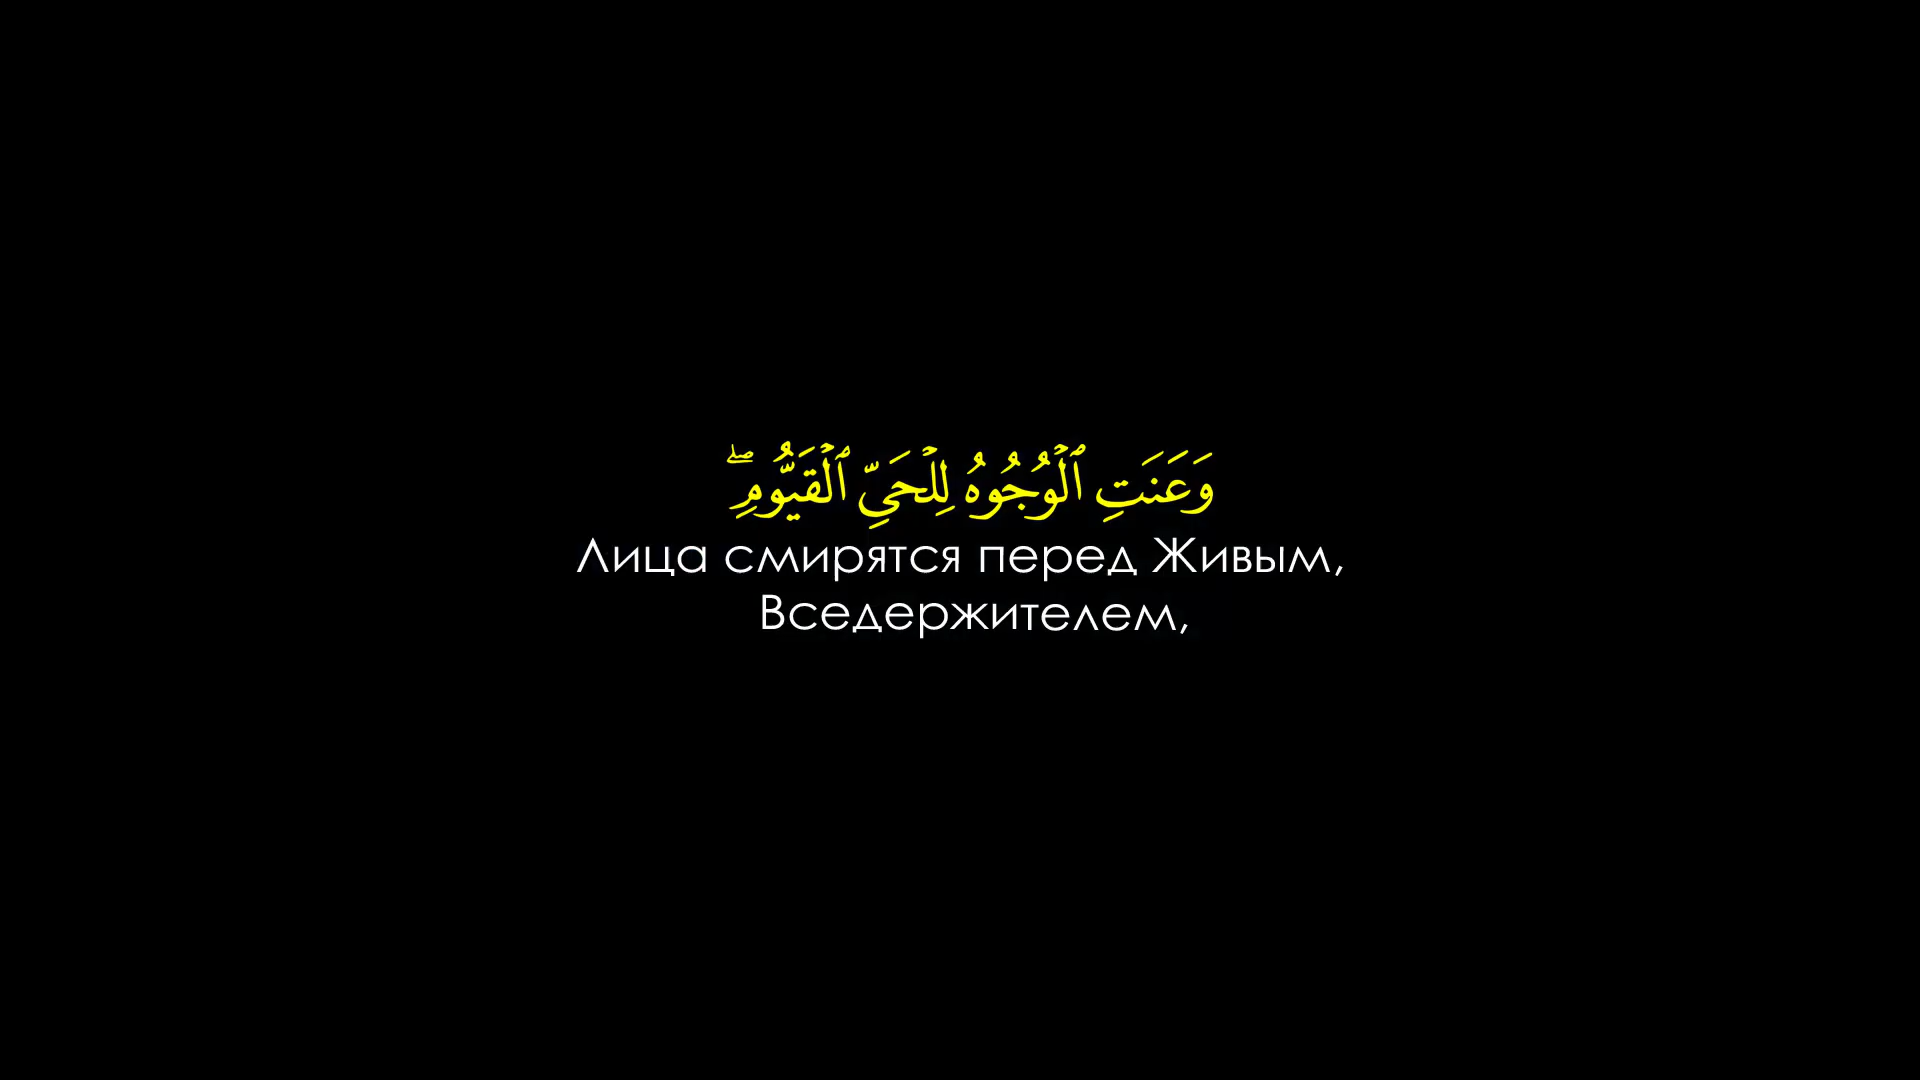 وَعَنَتِ ٱلْوُجُوهُ لِلْحَىِّ ٱلْقَيُّومِ ۖ
Лица смирятся перед Живым,
Вседержителем,